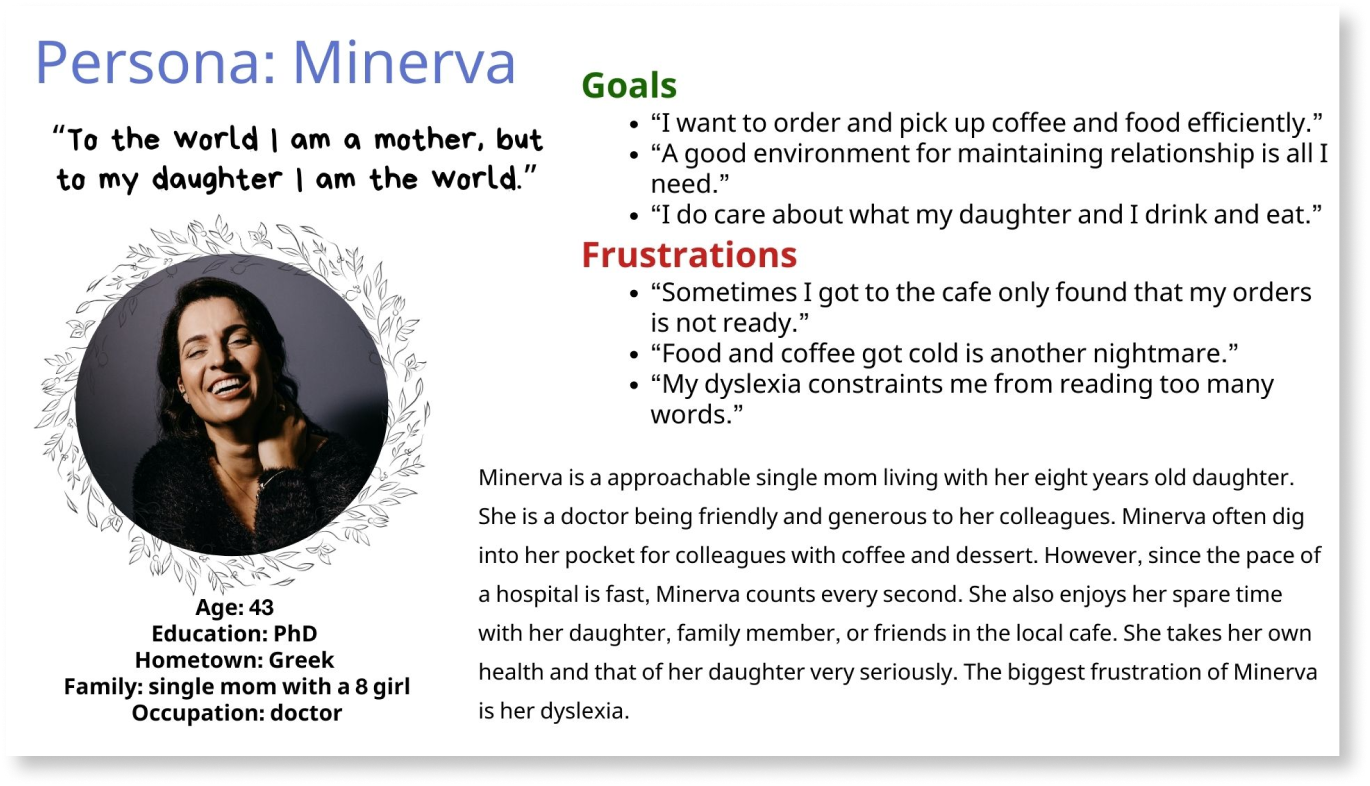 Persona: Minerva
“To the world I am a mother, but
to my daughter I am the world.”
Age: 43
Education: PhD
Hometown: Greek
Family: single mom with a 8 girl
Occupation: doctor
Goals
• “I want to order and pick up coffee and food efficiently.”
• “A good environment for maintaining relationship is all I
need.”
• “I do care about what my daughter and I drink and eat.”
Frustrations
• “Sometimes I got to the cafe only found that my orders
is not ready.”
• “Food and coffee got cold is another nightmare.”
• “My dyslexia constraints me from reading too many
words.”
Minerva is a approachable single mom living with her eight years old daughter.
She is a doctor being friendly and generous to her colleagues. Minerva often dig
into her pocket for colleagues with coffee and dessert. However, since the pace of
a hospital is fast, Minerva counts every second. She also enjoys her spare time
with her daughter, family member, or friends in the local cafe. She takes her own
health and that of her daughter very seriously. The biggest frustration of Minerva
is her dyslexia.